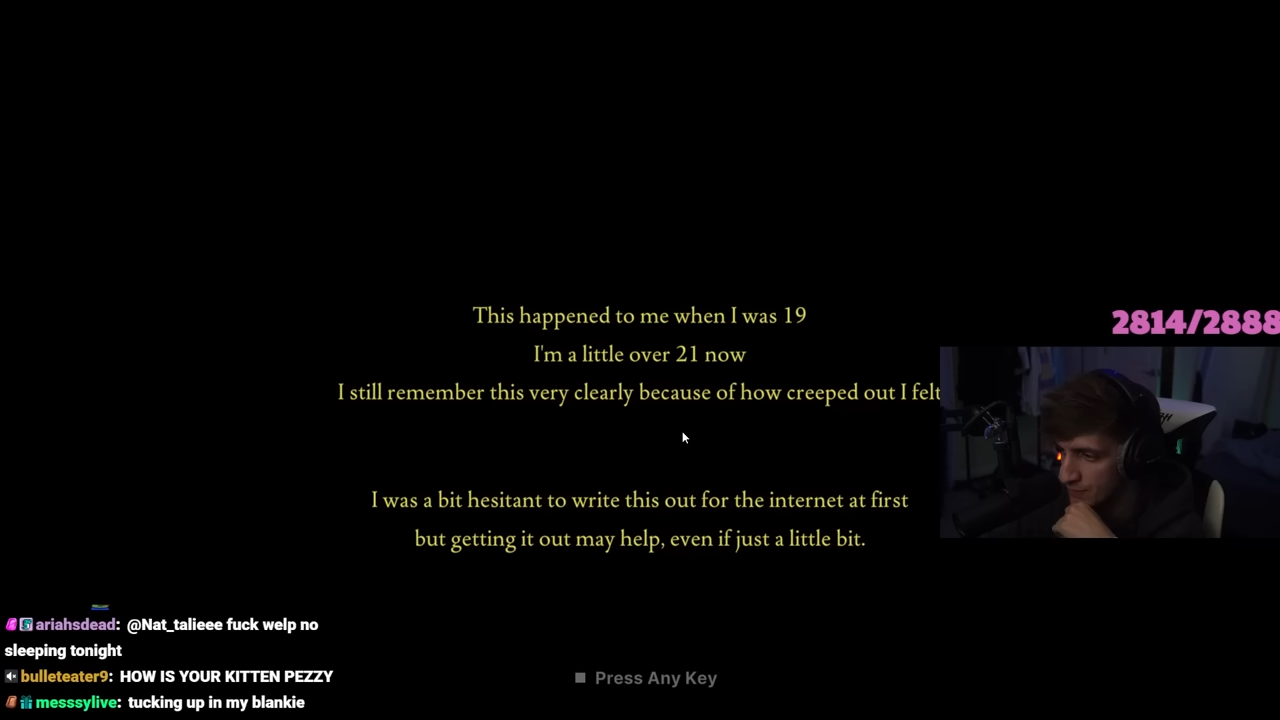 This happened to me when I was 19
I'm a little over 21 now
I still remember this very clearly because of how creeped out I felt
I was a bit hesitant to write this out for the internet at first
but getting it out may help, even if just a little bit.
2814/2888
ariahsdead: @Nat_talieee fuck welp no
sleeping tonight
bulleteater9: HOW IS YOUR KITTEN PEZZY
messsylive: tucking up in my blankie
Press Any Key